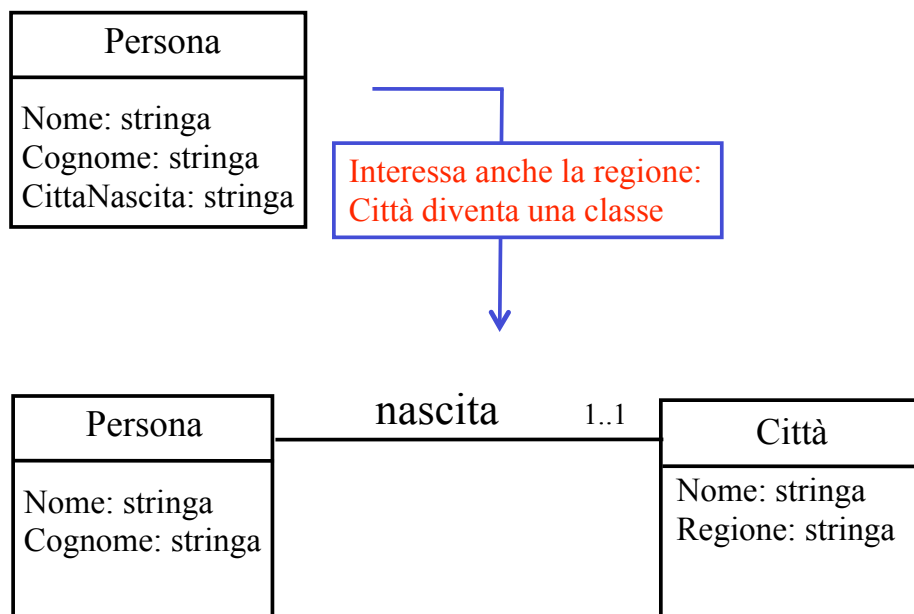 Persona
Nome: stringa
Cognome: stringa
CittaNascita: stringa
Interessa anche la regione:
Città diventa una classe
Persona
Nome: stringa
Cognome: stringa
nascita
1..1
Città
Nome: stringa
Regione: stringa